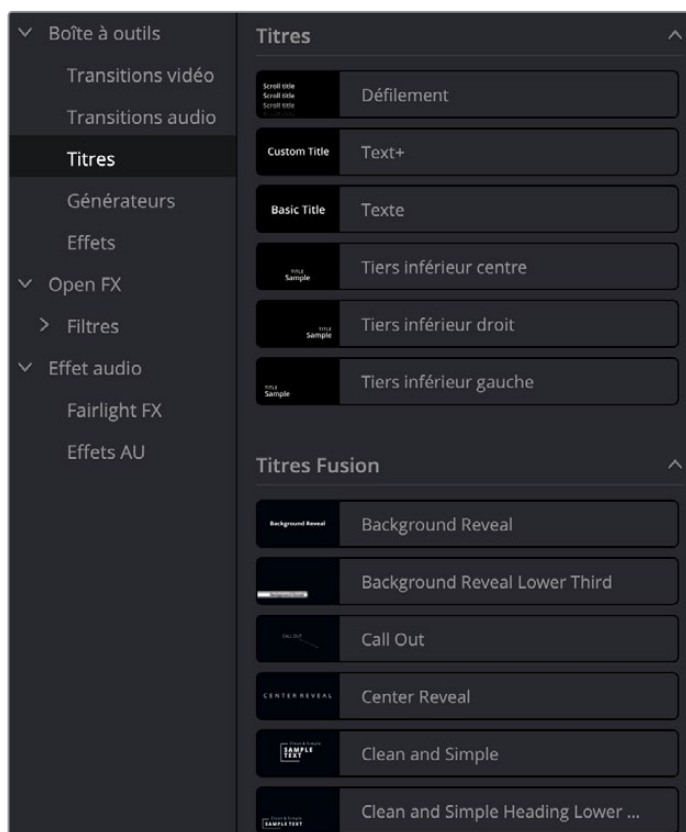 Boîte à outils
Transitions vidéo
Transitions audio
Titres
Générateurs
Effets
Open FX
Filtres
Effet audio
Fairlight FX
Effets AU
Titres
Scroll title
Scroll title
Scroll title
Défilement
Custom Title
Text+
Basic Title
Texte
TITLE
Sample
Tiers inférieur centre
TITLE
Sample
Tiers inférieur droit
TITLE
Sample
Tiers inférieur gauche
Titres Fusion
Background Reveal
Background Reveal
Background Reveal Lower Third
CALL OUT
Call Out
CENTER REVEAL
Center Reveal
Clean & Simple
SAMPLE
TEXT
Clean and Simple
SAMPLE TEXT
Clean and Simple Heading Lower ...